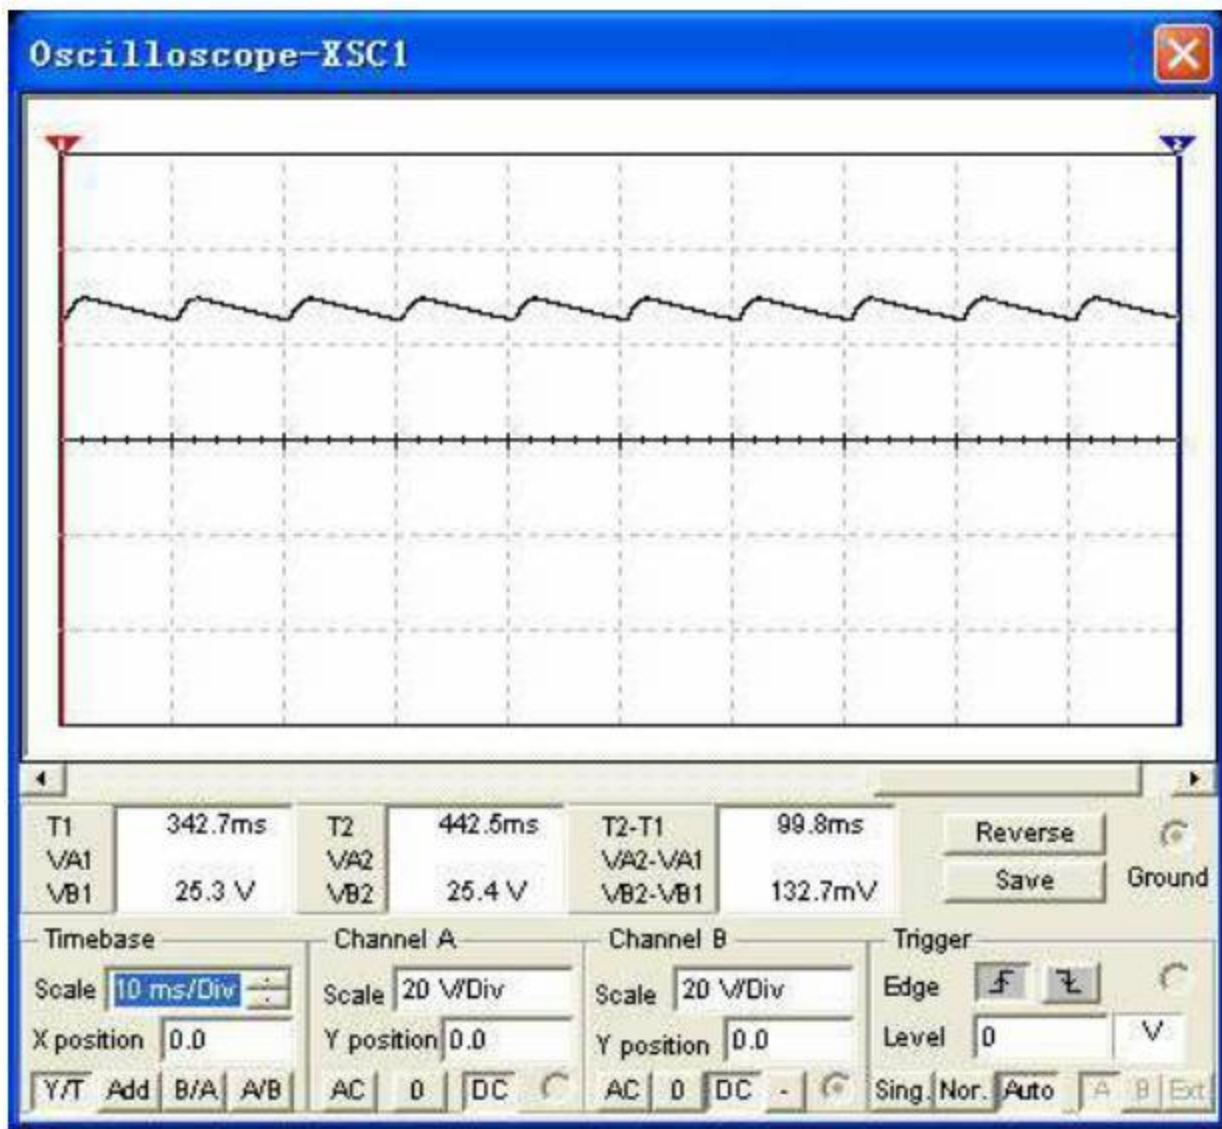 Oscilloscope-XSC1
1 2
T1 342.7ms T2 442.5ms T2-T1 99.8ms Reverse
VA1 VA2 VA2-VA1
VB1 25.3 V VB2 25.4 V VB2-VB1 132.7mV Save Ground
Timebase Channel A Channel B Trigger
Scale 10 ms/Div Scale 20 V/Div Scale 20 V/Div Edge
X position 0.0 Y position 0.0 Y position 0.0 Level 0 V
Y/T Add B/A A/B AC 0 DC AC 0 DC - Sing. Nor. Auto A B Ext